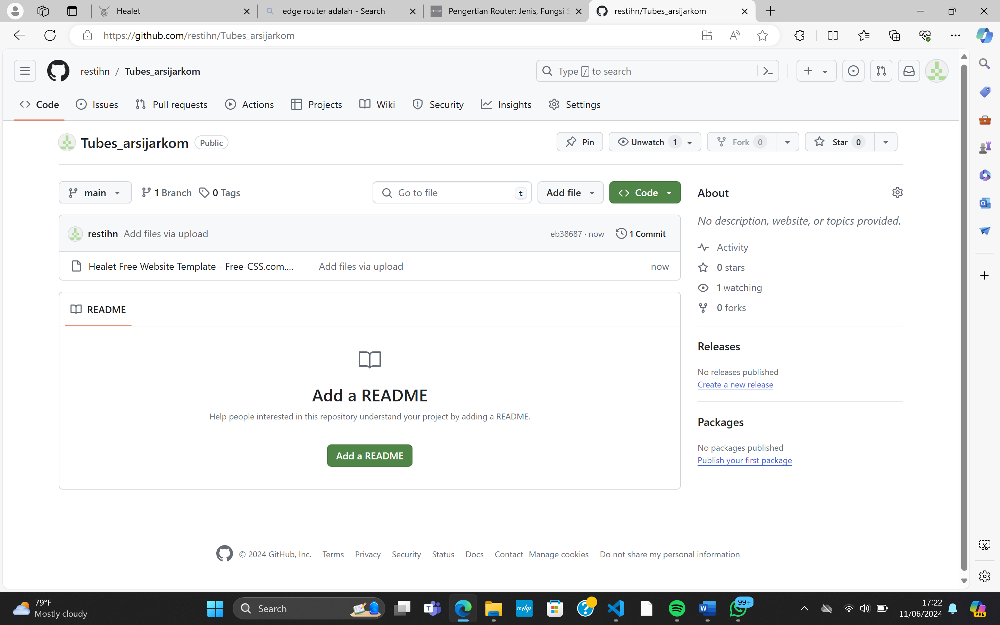 Healet
edge router adalah - Search
Pengertian Router: Jenis, Fungsi S
restihn/Tubes_arsijarkom
https://github.com/restihn/Tubes_arsijarkom
restihn / Tubes_arsijarkom
Type / to search
Code
Issues
Pull requests
Actions
Projects
Wiki
Security
Insights
Settings
Tubes_arsijarkom
Public
Pin
Unwatch 1
Fork 0
Star 0
main
1 Branch
0 Tags
Go to file t
Add file
Code
restihn Add files via upload
eb38687 · now
1 Commit
Healet Free Website Template - Free-CSS.com....
Add files via upload
now
README
Add a README
Help people interested in this repository understand your project by adding a README.
Add a README
About
No description, website, or topics provided.
Activity
0 stars
1 watching
0 forks
Releases
No releases published
Create a new release
Packages
No packages published
Publish your first package
© 2024 GitHub, Inc.
Terms
Privacy
Security
Status
Docs
Contact
Manage cookies
Do not share my personal information
79°F
Mostly cloudy
Search
myhp
99+
17:22
11/06/2024
PRE